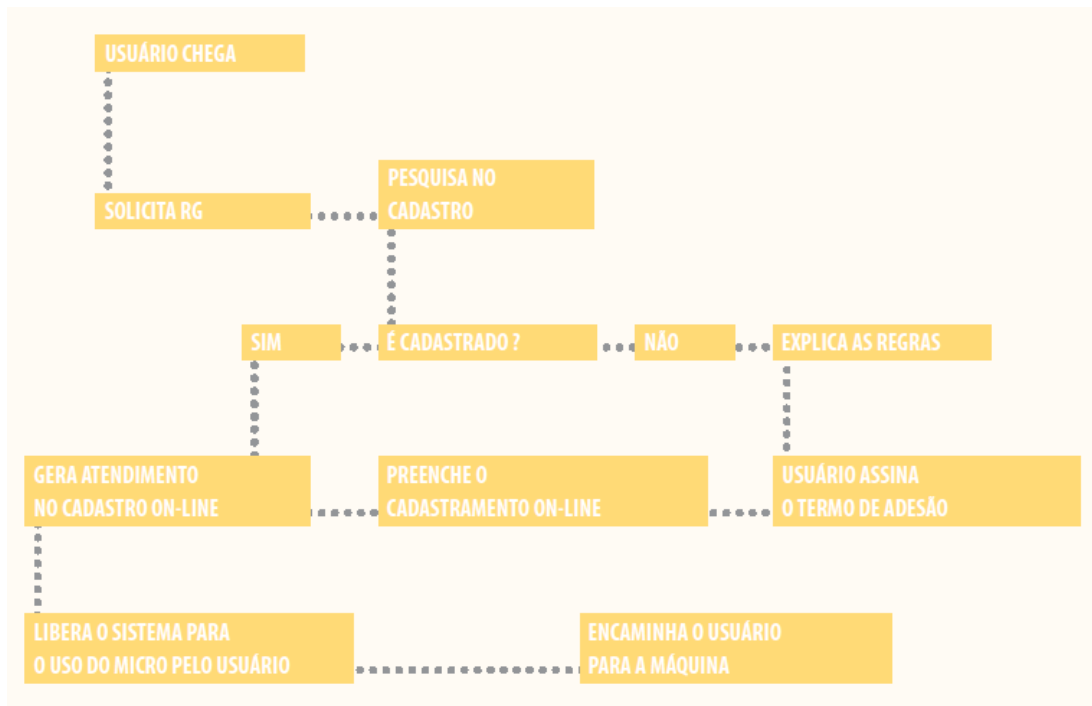 USUÁRIO CHEGA
SOLICITA RG
PESQUISA NO
CADASTRO
SIM
É CADASTRADO ?
NÃO
EXPLICA AS REGRAS
GERA ATENDIMENTO
NO CADASTRO ON-LINE
PREENCHE O
CADASTRAMENTO ON-LINE
USUÁRIO ASSINA
O TERMO DE ADESÃO
LIBERA O SISTEMA PARA
O USO DO MICRO PELO USUÁRIO
ENCAMINHA O USUÁRIO
PARA A MÁQUINA